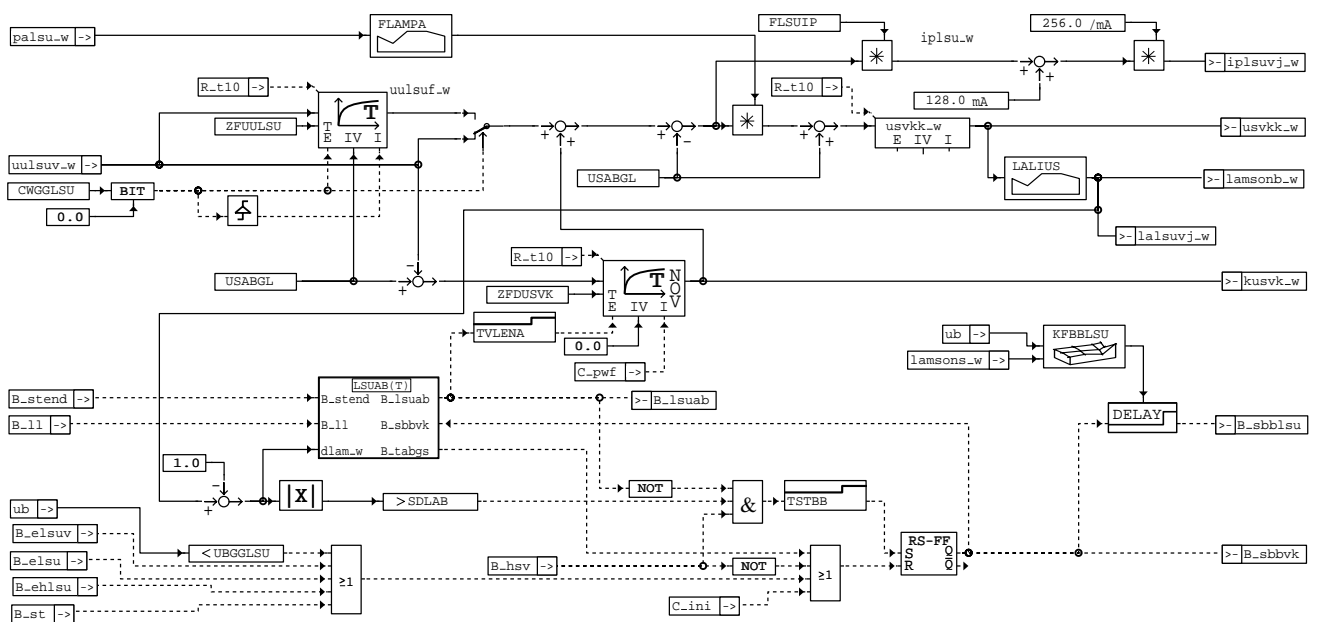 palsu_w ->
FLAMPA
FLSUIP
iplsu_w
256.0 /mA
>- iplsuvj_w
R_t10 ->
uulsuf_w
T
E IV I
ZFUULSU
R_t10 ->
128.0 mA
usvkk_w
E IV I
>- usvkk_w
uulsuv_w ->
CWGGLSU
BIT
0.0
USABGL
LALIUS
>- lamsonb_w
>- lalsuvj_w
R_t10 ->
T
NOV
E IV I
USABGL
ZFDUSVK
>- kusvk_w
TVLENA
0.0
C_pwf ->
ub ->
KFBBLSU
lamsons_w ->
LSUAB(T)
B_stend ->
B_stend B_lsuab
>- B_lsuab
B_ll ->
B_ll B_sbbvk
dlam_w B_tabgs
DELAY
>- B_sbblsu
1.0
|X|
>SDLAB
NOT
&
TSTBB
ub ->
B_elsuv ->
<UBGGLSU
B_elsu ->
B_ehlsu ->
B_st ->
≥1
B_hsv ->
NOT
≥1
C_ini ->
RS-FF
S Q
R Q
>- B_sbbvk